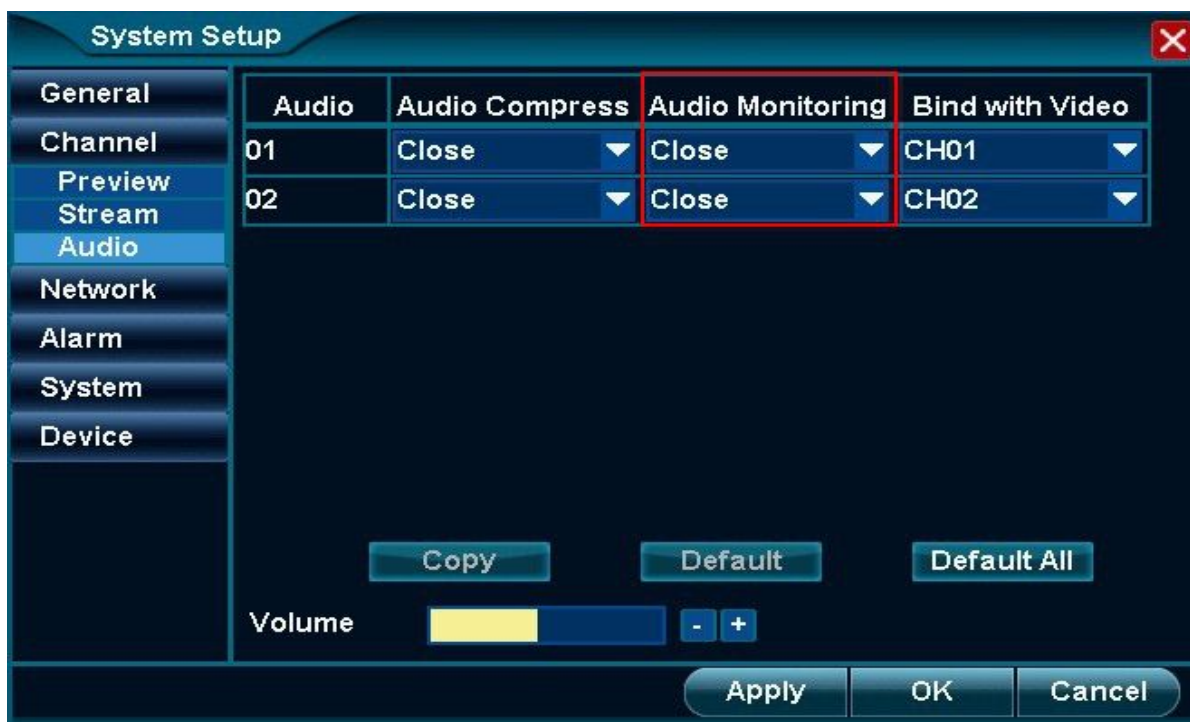 System Setup
General
Channel
Preview
Stream
Audio
Network
Alarm
System
Device
Audio Audio Compress Audio Monitoring Bind with Video
01 Close Close CH01
02 Close Close CH02
Copy Default Default All
Volume - +
Apply OK Cancel